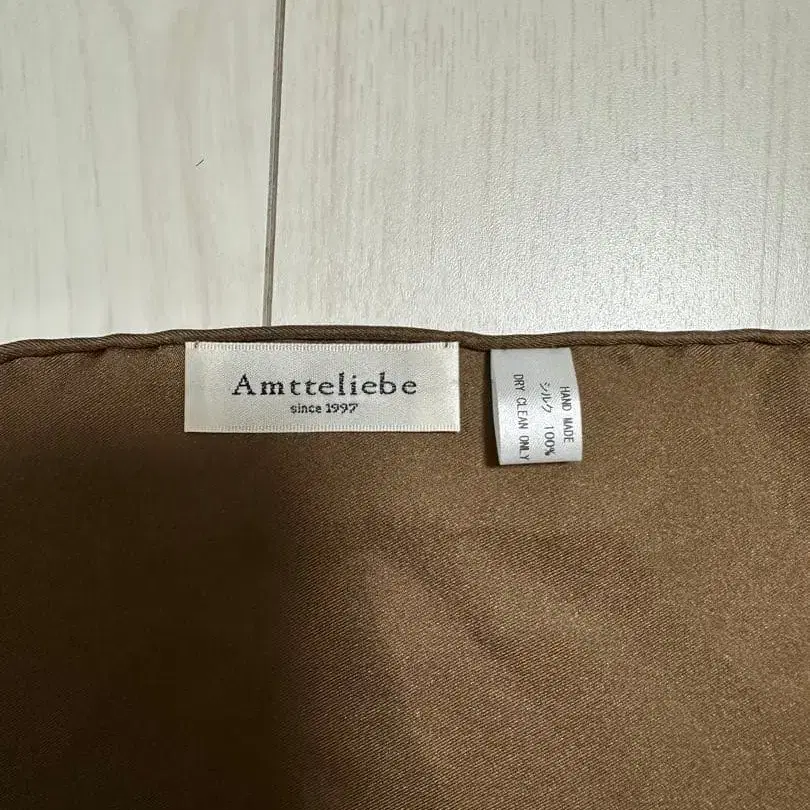 Amtteliebe
since 1997
HAND MADE
シルク 100%
DRY CLEAN ONLY